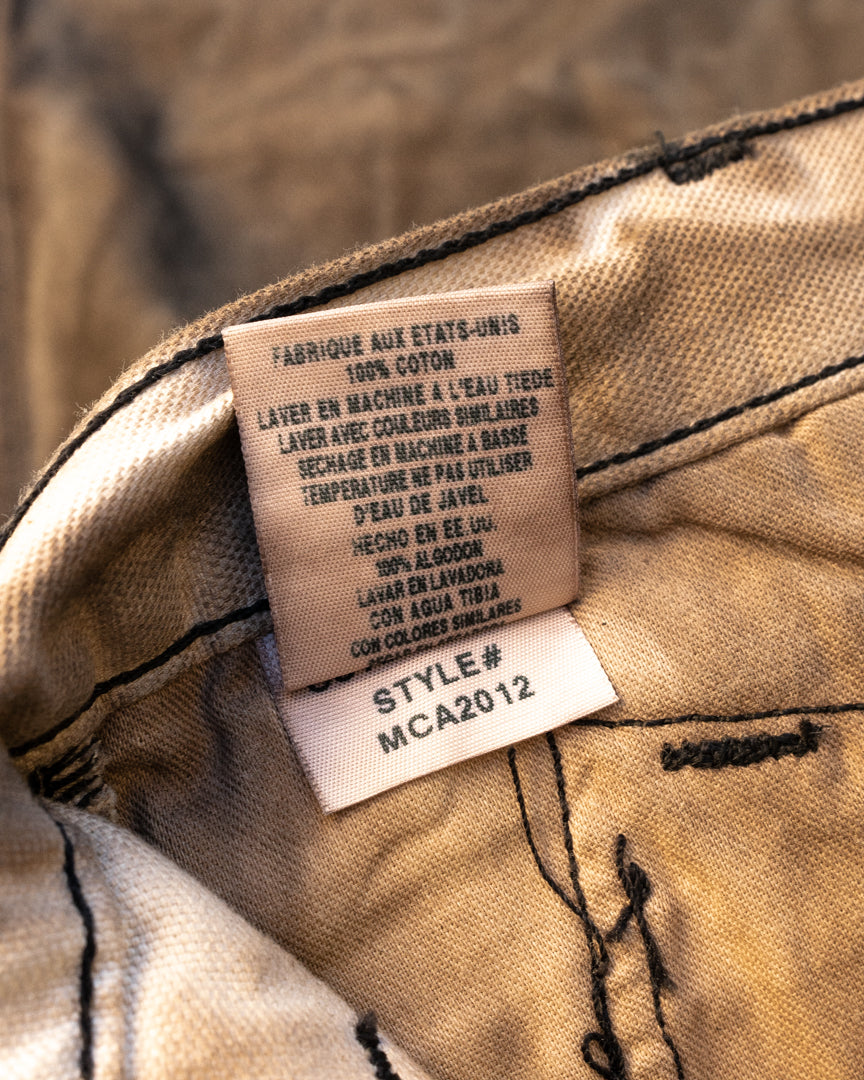 FABRIQUE AUX ETATS-UNIS
100% COTON
LAVER EN MACHINE A L'EAU TIEDE
LAVER AVEC COULEURS SIMILAIRES
SECHAGE EN MACHINE A BASSE
TEMPERATURE NE PAS UTILISER
D'EAU DE JAVEL
HECHO EN EE UU.
100% ALGODON
LAVAR EN LAVADORA
CON AGUA TIBIA
CON COLORES SIMILARES
STYLE#
MCA2012